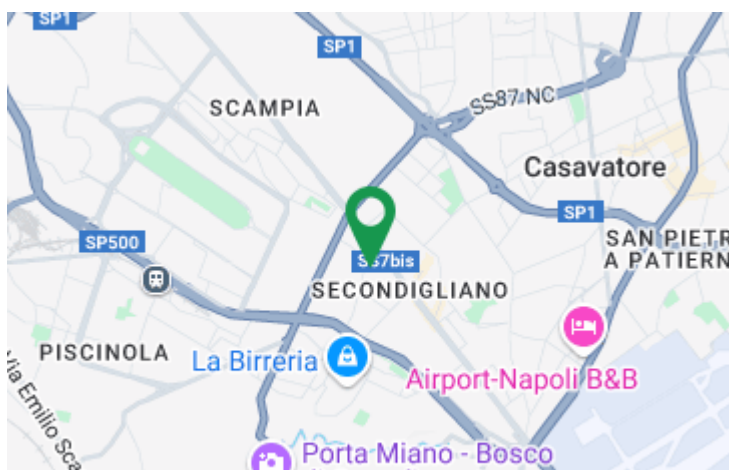 SP1
SP1
SS87 NC
SCAMPIA
Casavatore
SP1
SP500
SS7bis
SAN PIETR
A PATIERN
SECONDIGLIANO
PISCINOLA
La Birreria
Airport-Napoli B&B
Via Emilio Sca
Porta Miano - Bosco